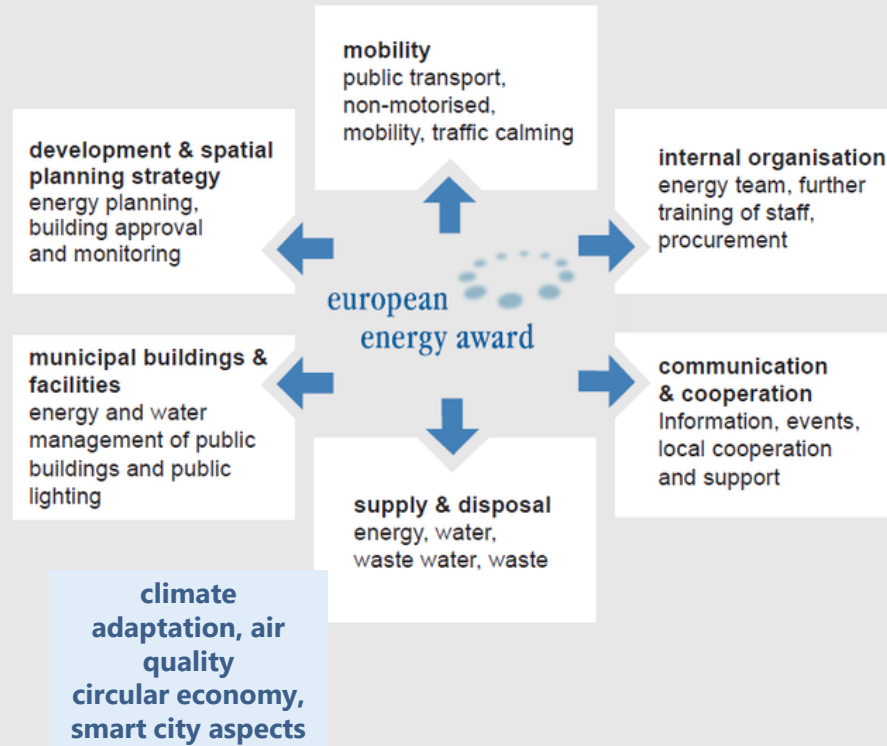 mobility
public transport,
non-motorised,
mobility, traffic calming
development & spatial
planning strategy
energy planning,
building approval
and monitoring
internal organisation
energy team, further
training of staff,
procurement
european
energy award
municipal buildings &
facilities
energy and water
management of public
buildings and public
lighting
communication
& cooperation
Information, events,
local cooperation
and support
supply & disposal
energy, water,
waste water, waste
climate
adaptation, air
quality
circular economy,
smart city aspects